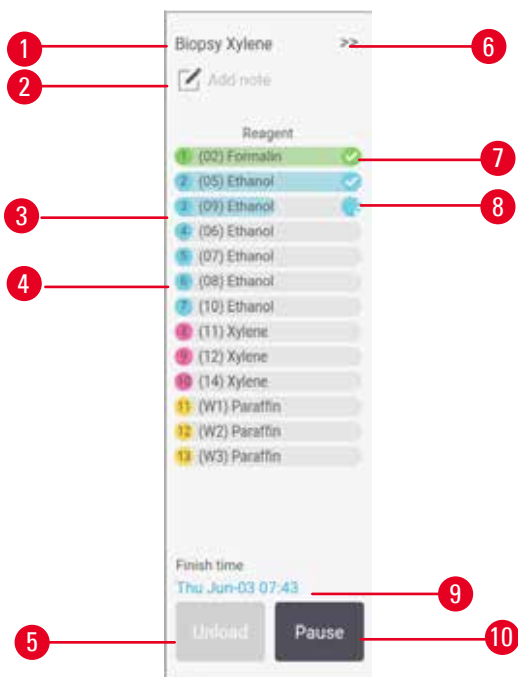 1 Biopsy Xylene >> 6
2 Add note
Reagent
1 (02) Formalin 7
2 (05) Ethanol
3 3 (09) Ethanol 8
4 (06) Ethanol
5 (07) Ethanol
4 6 (08) Ethanol
7 (10) Ethanol
8 (11) Xylene
9 (12) Xylene
10 (14) Xylene
11 (W1) Paraffin
12 (W2) Paraffin
13 (W3) Paraffin
Finish time
Thu Jun-03 07:43 9
5 Unload Pause 10